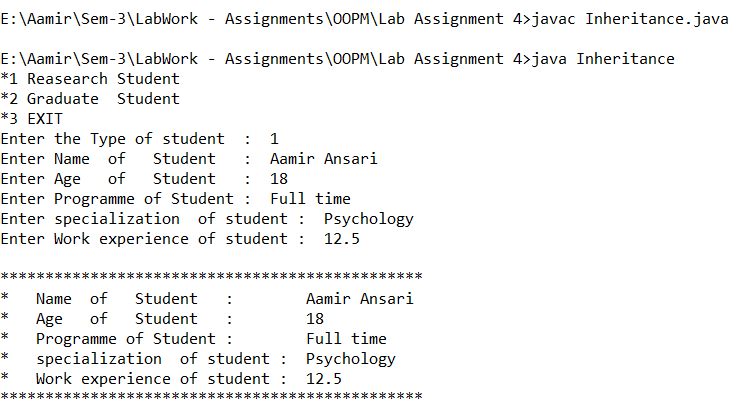 E:\Aamir\Sem-3\LabWork - Assignments\OOPM\Lab Assignment 4>javac Inheritance.java
E:\Aamir\Sem-3\LabWork - Assignments\OOPM\Lab Assignment 4>java Inheritance
*1 Reasearch Student
*2 Graduate  Student
*3 EXIT
Enter the Type of student  :  1
Enter Name  of   Student   :  Aamir Ansari
Enter Age   of   Student   :  18
Enter Programme of Student :  Full time
Enter specialization  of student :  Psychology
Enter Work experience of student :  12.5
***********************************************
*   Name  of   Student   :        Aamir Ansari
*   Age   of   Student   :        18
*   Programme of Student :        Full time
*   specialization  of student :  Psychology
*   Work experience of student :  12.5
***********************************************